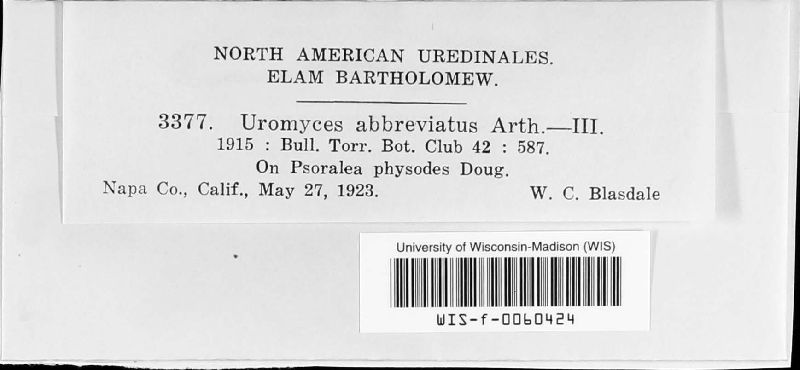 NORTH AMERICAN UREDINALES.
ELAM BARTHOLOMEW.
3377. Uromyces abbreviatus Arth.—III.
1915 : Bull. Torr. Bot. Club 42 : 587.
On Psoralea physodes Doug.
Napa Co., Calif., May 27, 1923. W. C. Blasdale
University of Wisconsin-Madison (WIS)
WIS-f-0060424